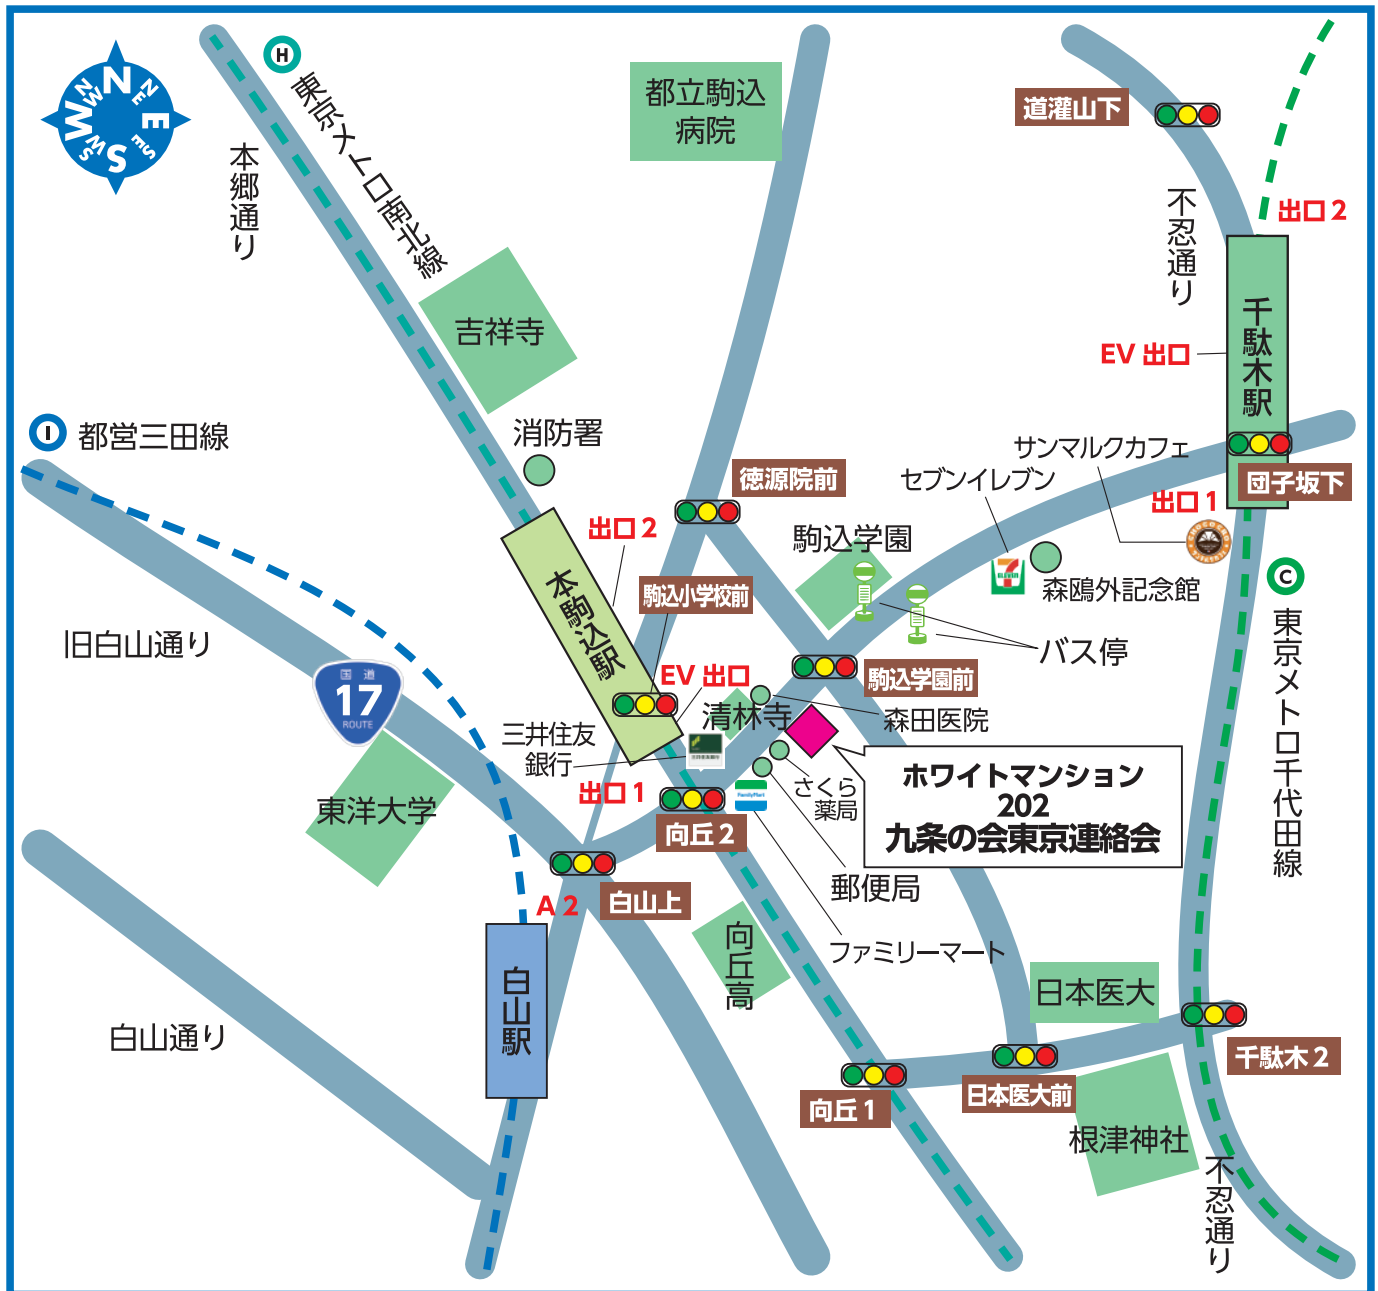 N
NE
E
SE
S
SW
W
NW
H
東京メトロ南北線
本郷通り
都立駒込
病院
道灌山下
不忍通り
出口 2
千駄木駅
EV 出口
吉祥寺
消防署
I
都営三田線
サンマルクカフェ
セブンイレブン
団子坂下
出口 1
徳源院前
出口 2
駒込学園
7
ELEVEN
森鴎外記念館
C
東京メトロ千代田線
駒込小学校前
本駒込駅
旧白山通り
国道
17
ROUTE
バス停
EV 出口
駒込学園前
清林寺
森田医院
三井住友
銀行
ホワイトマンション
202
九条の会東京連絡会
さくら
薬局
FamilyMart
出口 1
東洋大学
向丘 2
白山上
A 2
郵便局
ファミリーマート
向丘高
白山駅
日本医大
白山通り
千駄木 2
日本医大前
向丘 1
根津神社
不忍通り